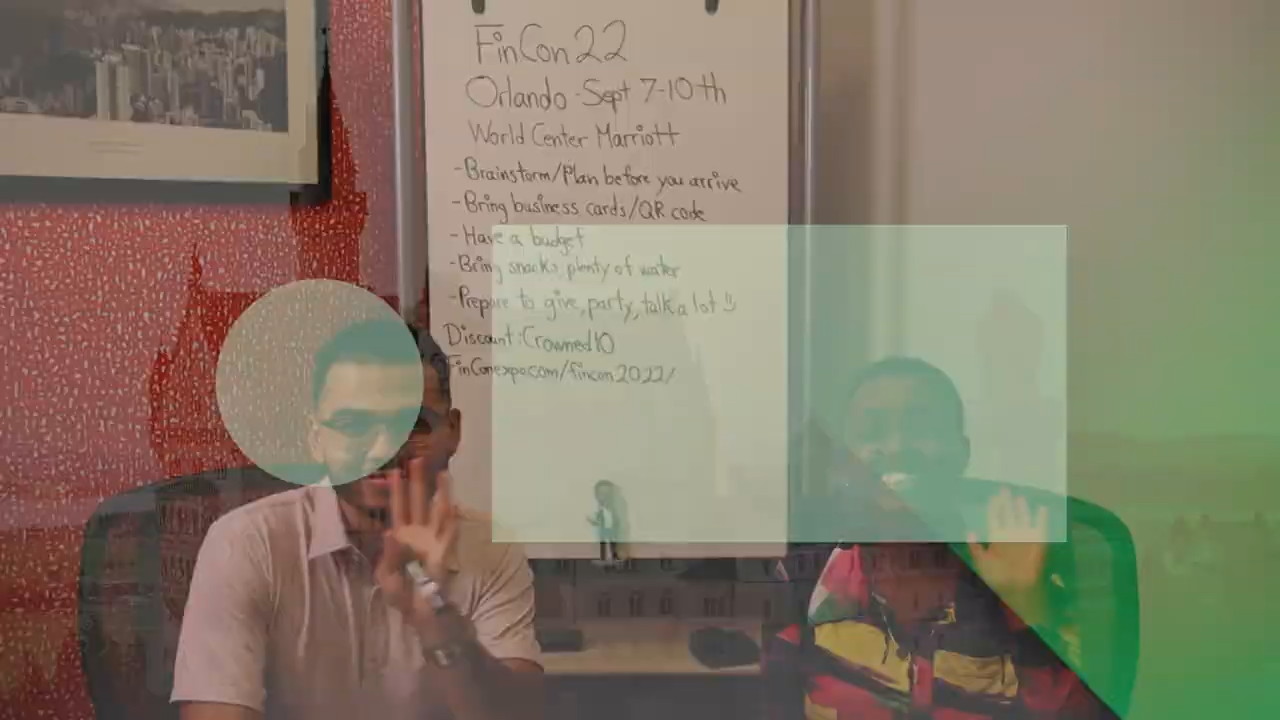 FinCon22
Orlando - Sept 7-10th
World Center Marriott
-Brainstorm/Plan before you arrive
-Bring business cards/QR code
-Have a budget
-Bring snacks, plenty of water
-Prepare to give, party, talk a lot :)
Discount: Crowned10
FinConexpo.com/fincon2022/